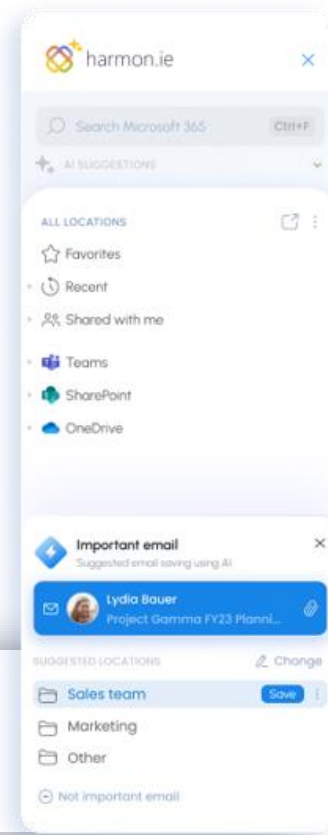 harmon.ie
Search Microsoft 365 Ctrl+F
AI SUGGESTIONS
ALL LOCATIONS
Favorites
Recent
Shared with me
Teams
SharePoint
OneDrive
Important email
Suggested email saving using AI
Lydia Bauer
Project Gamma FY23 Planni...
SUGGESTED LOCATIONS Change
Sales team Save
Marketing
Other
Not important email